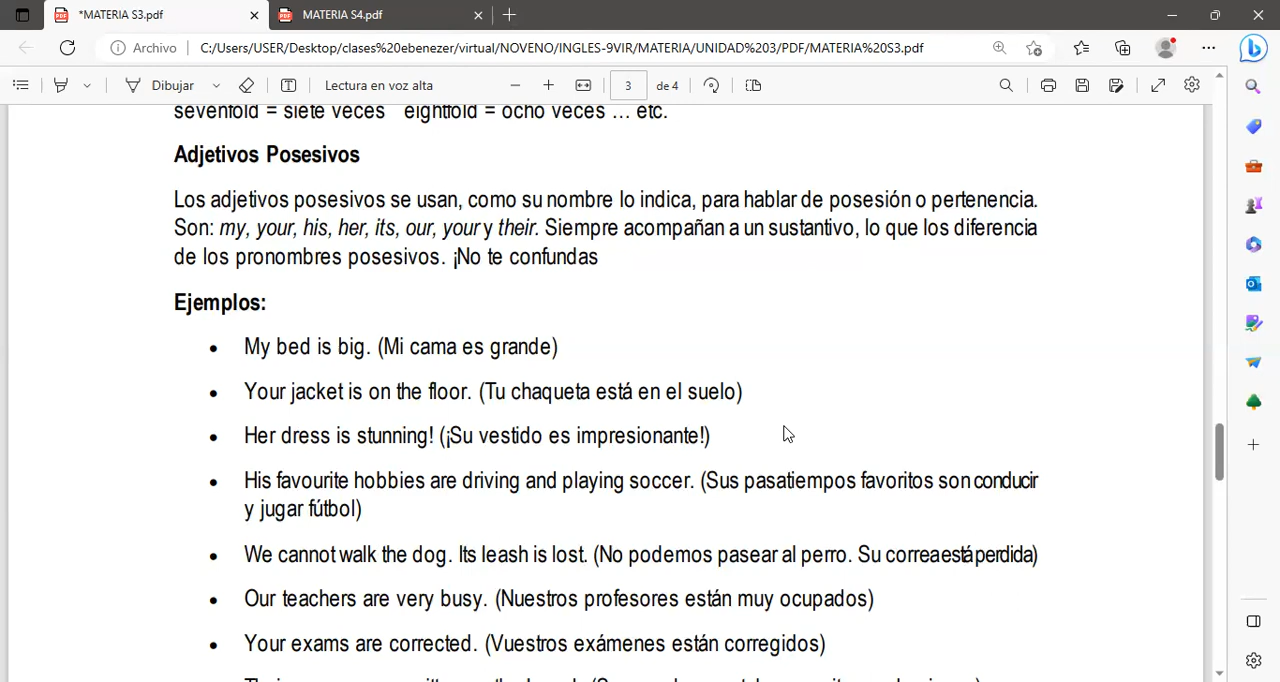 *MATERIA S3.pdf
MATERIA S4.pdf
Archivo
C:/Users/USER/Desktop/clases%20ebenezer/virtual/NOVENO/INGLES-9VIR/MATERIA/UNIDAD%203/PDF/MATERIA%20S3.pdf
Dibujar
Lectura en voz alta
3
de 4
sevenfold = siete veces eightfold = ocho veces ... etc.
Adjetivos Posesivos
Los adjetivos posesivos se usan, como su nombre lo indica, para hablar de posesión o pertenencia.
Son: my, your, his, her, its, our, your y their. Siempre acompañan a un sustantivo, lo que los diferencia
de los pronombres posesivos. ¡No te confundas
Ejemplos:
• My bed is big. (Mi cama es grande)
• Your jacket is on the floor. (Tu chaqueta está en el suelo)
• Her dress is stunning! (¡Su vestido es impresionante!)
• His favourite hobbies are driving and playing soccer. (Sus pasatiempos favoritos son conducir
y jugar fútbol)
• We cannot walk the dog. Its leash is lost. (No podemos pasear al perro. Su correa está perdida)
• Our teachers are very busy. (Nuestros profesores están muy ocupados)
• Your exams are corrected. (Vuestros exámenes están corregidos)